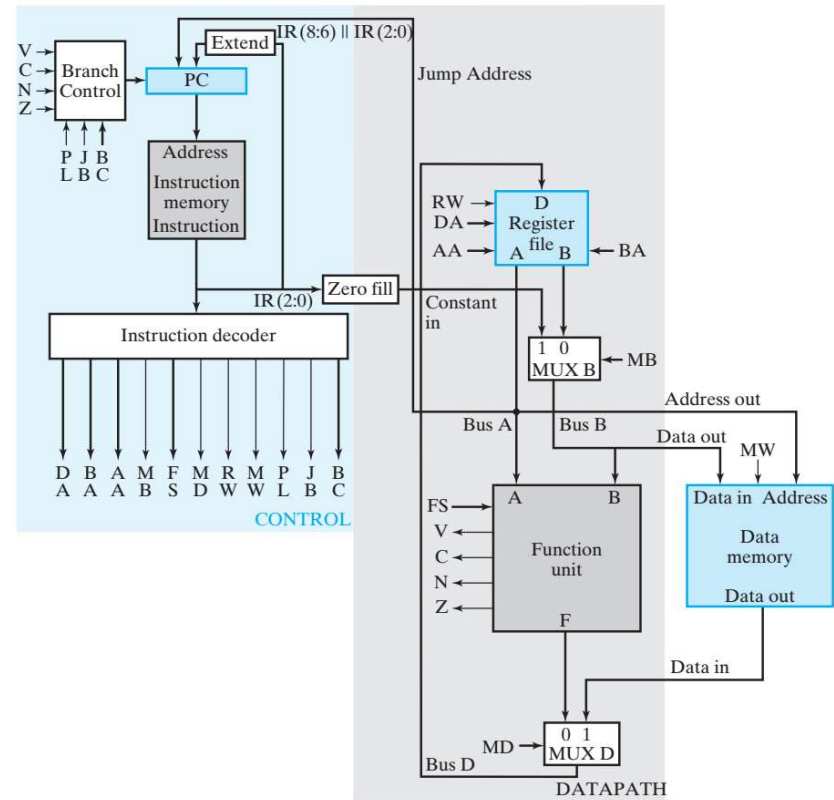 IR(8:6) || IR(2:0)
Extend
V
C
N
Z
Branch
Control
PC
Jump Address
P J B
L B C
Address
Instruction
memory
Instruction
RW
DA
AA
D
Register
file
A B
BA
IR(2:0)
Zero fill
Constant
in
Instruction decoder
1 0
MUX B
MB
Address out
Bus A
Bus B
Data out
MW
D B A M F M R M P J B
A A A B S D W W L B C
CONTROL
FS
V
C
N
Z
A B
Function
unit
F
Data in Address
Data
memory
Data out
Data in
MD
0 1
MUX D
Bus D
DATAPATH